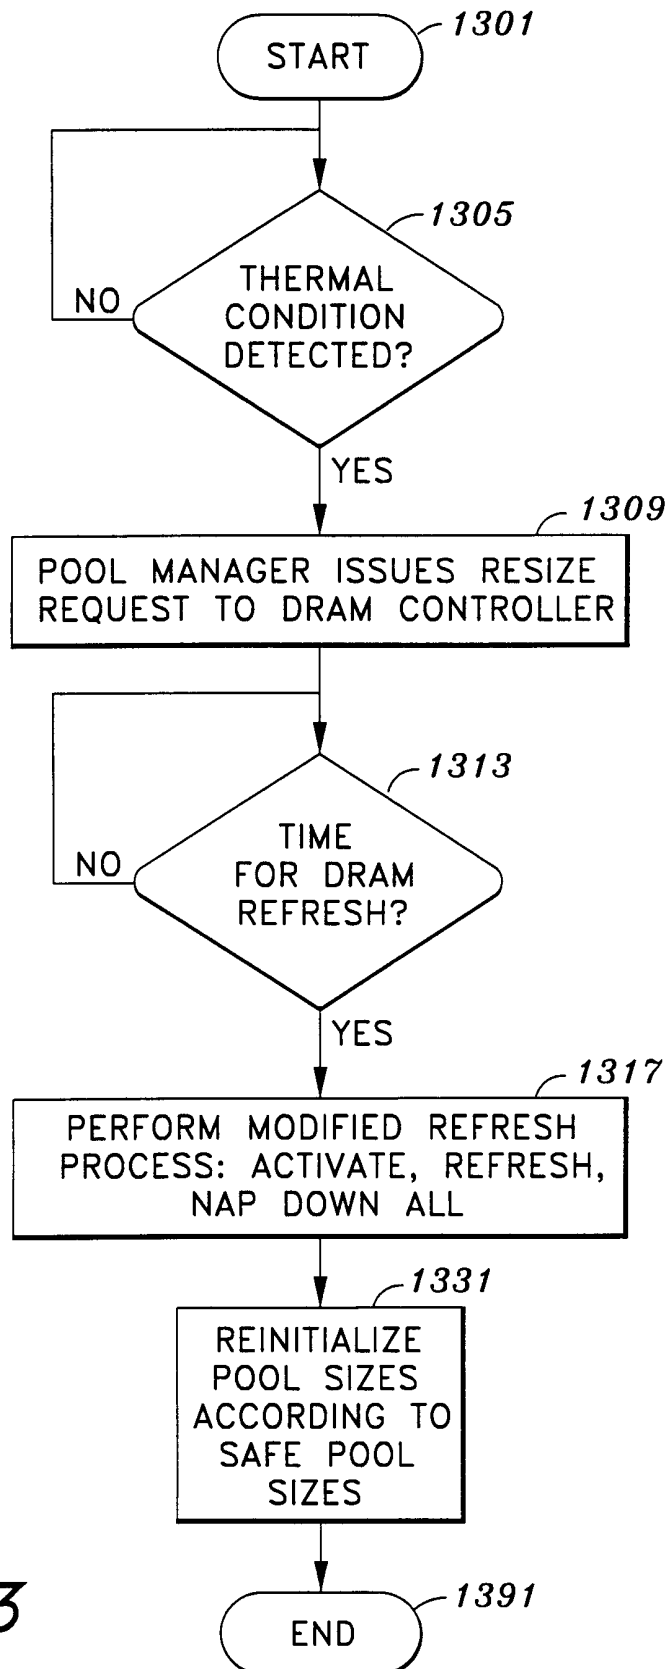 1301
START
1305
THERMAL
CONDITION
DETECTED?
NO
YES
1309
POOL MANAGER ISSUES RESIZE
REQUEST TO DRAM CONTROLLER
1313
TIME
FOR DRAM
REFRESH?
NO
YES
1317
PERFORM MODIFIED REFRESH
PROCESS: ACTIVATE, REFRESH,
NAP DOWN ALL
1331
REINITIALIZE
POOL SIZES
ACCORDING TO
SAFE POOL
SIZES
3
1391
END